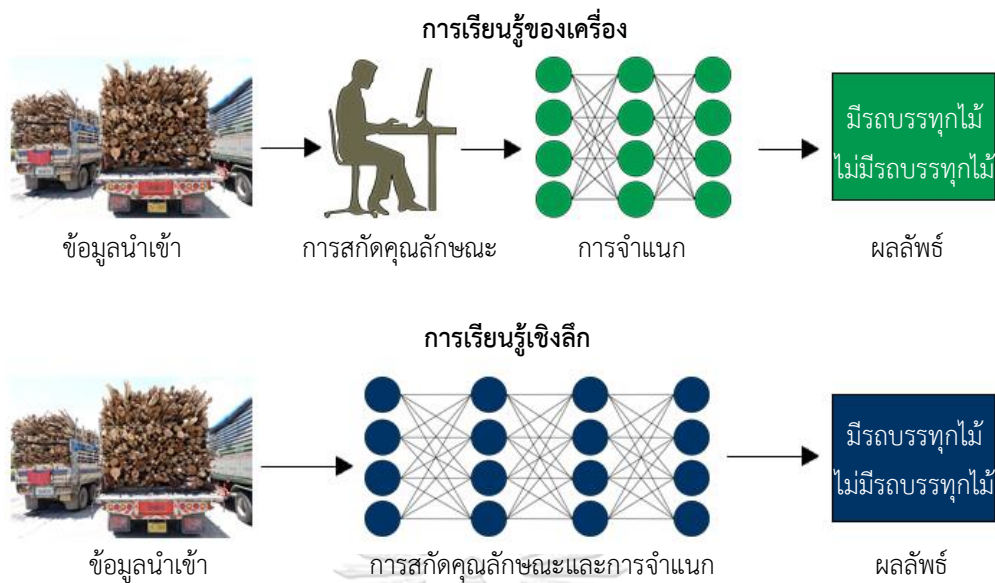 การเรียนรู้ของเครื่อง
มีรถบรรทุกไม้
ไม่มีรถบรรทุกไม้
ข้อมูลนำเข้า
การสกัดคุณลักษณะ
การจำแนก
ผลลัพธ์
การเรียนรู้เชิงลึก
มีรถบรรทุกไม้
ไม่มีรถบรรทุกไม้
ข้อมูลนำเข้า
การสกัดคุณลักษณะและการจำแนก
ผลลัพธ์